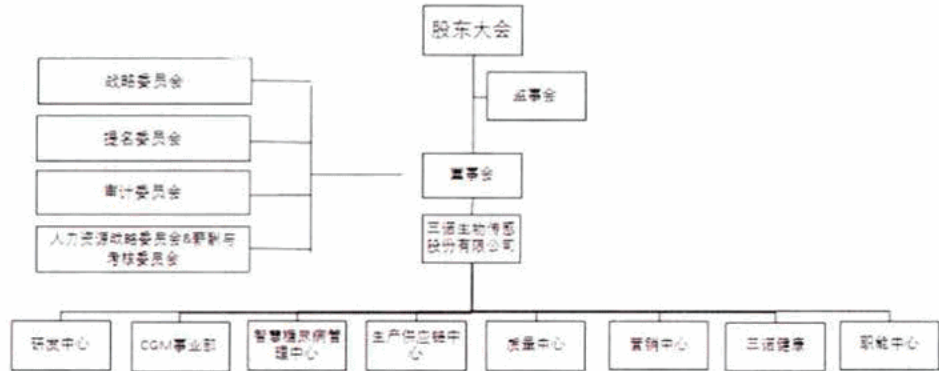 股东大会
战略委员会
监事会
提名委员会
董事会
审计委员会
人力资源战略委员会&薪酬与
考核委员会
三诺生物传感
股份有限公司
研发中心
CGM事业部
智慧糖尿病管
理中心
生产供应链中
心
质量中心
营销中心
三诺健康
职能中心